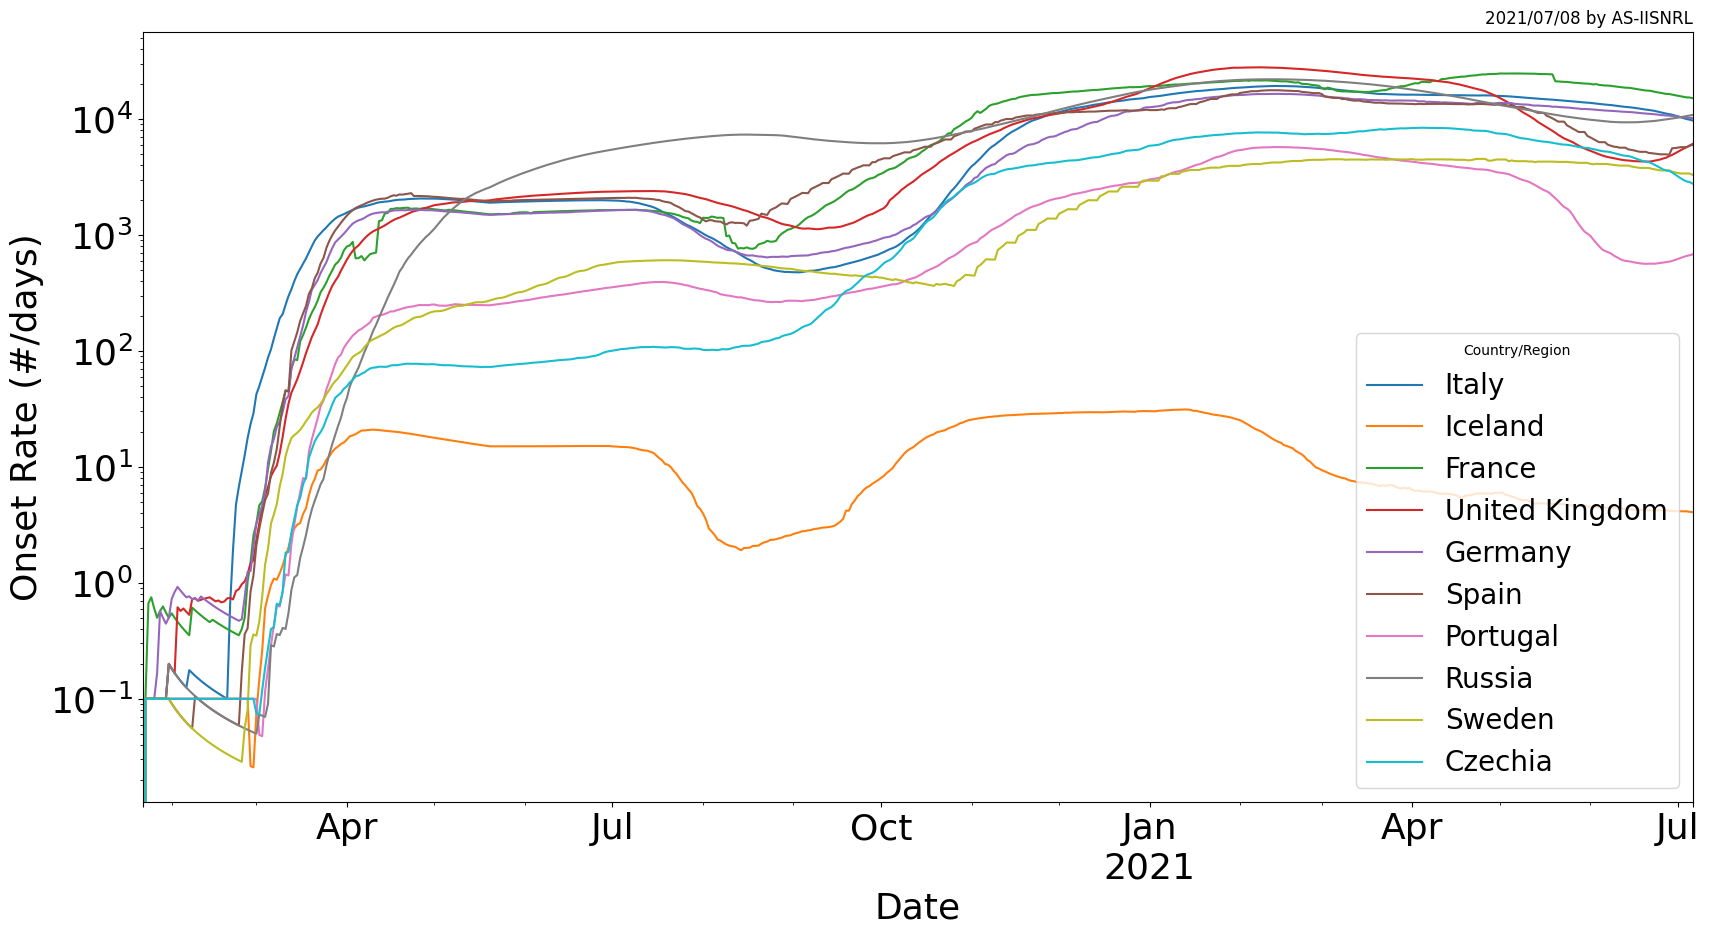 2021/07/08 by AS-IISNRL
Onset Rate (#/days)
10^4
10^3
10^2
10^1
10^0
10^-1
Country/Region
Italy
Iceland
France
United Kingdom
Germany
Spain
Portugal
Russia
Sweden
Czechia
Apr
Jul
Oct
Jan
2021
Apr
Jul
Date